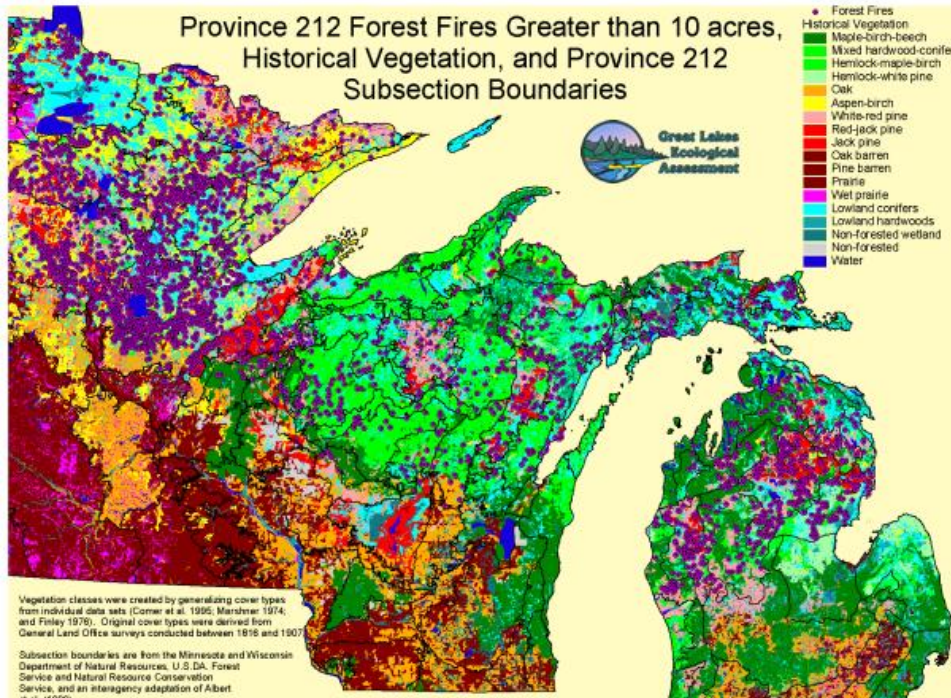 Province 212 Forest Fires Greater than 10 acres,
Historical Vegetation, and Province 212
Subsection Boundaries
Great Lakes
Ecological
Assessment
Forest Fires
Historical Vegetation
Maple-birch-beech
Mixed hardwood-conife
Hemlock-maple-birch
Hemlock-white pine
Oak
Aspen-birch
White-red pine
Red-jack pine
Jack pine
Oak barren
Pine barren
Prairie
Wet prairie
Lowland conifers
Lowland hardwoods
Non-forested wetland
Non-forested
Water
Vegetation classes were created by generalizing cover types
from individual data sets (Comer et al. 1995; Marshner 1974;
and Finley 1976). Original cover types were derived from
General Land Office surveys conducted between 1816 and 1907
Subsection boundaries are from the Minnesota and Wisconsin
Department of Natural Resources, U.S.DA. Forest
Service and Natural Resource Conservation
Service, and an interagency adaptation of Albert